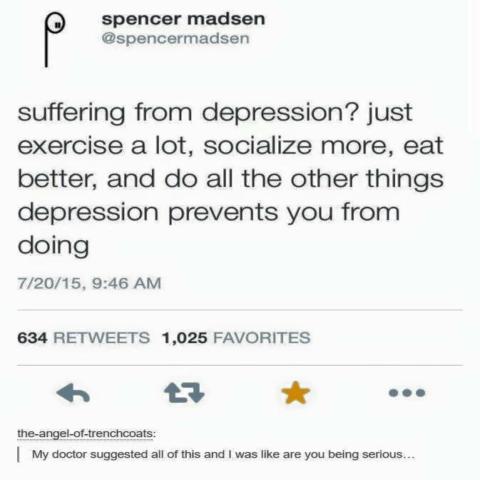 spencer madsen
@spencermadsen
suffering from depression? just
exercise a lot, socialize more, eat
better, and do all the other things
depression prevents you from
doing
7/20/15, 9:46 AM
634 RETWEETS 1,025 FAVORITES
the-angel-of-trenchcoats:
My doctor suggested all of this and I was like are you being serious...